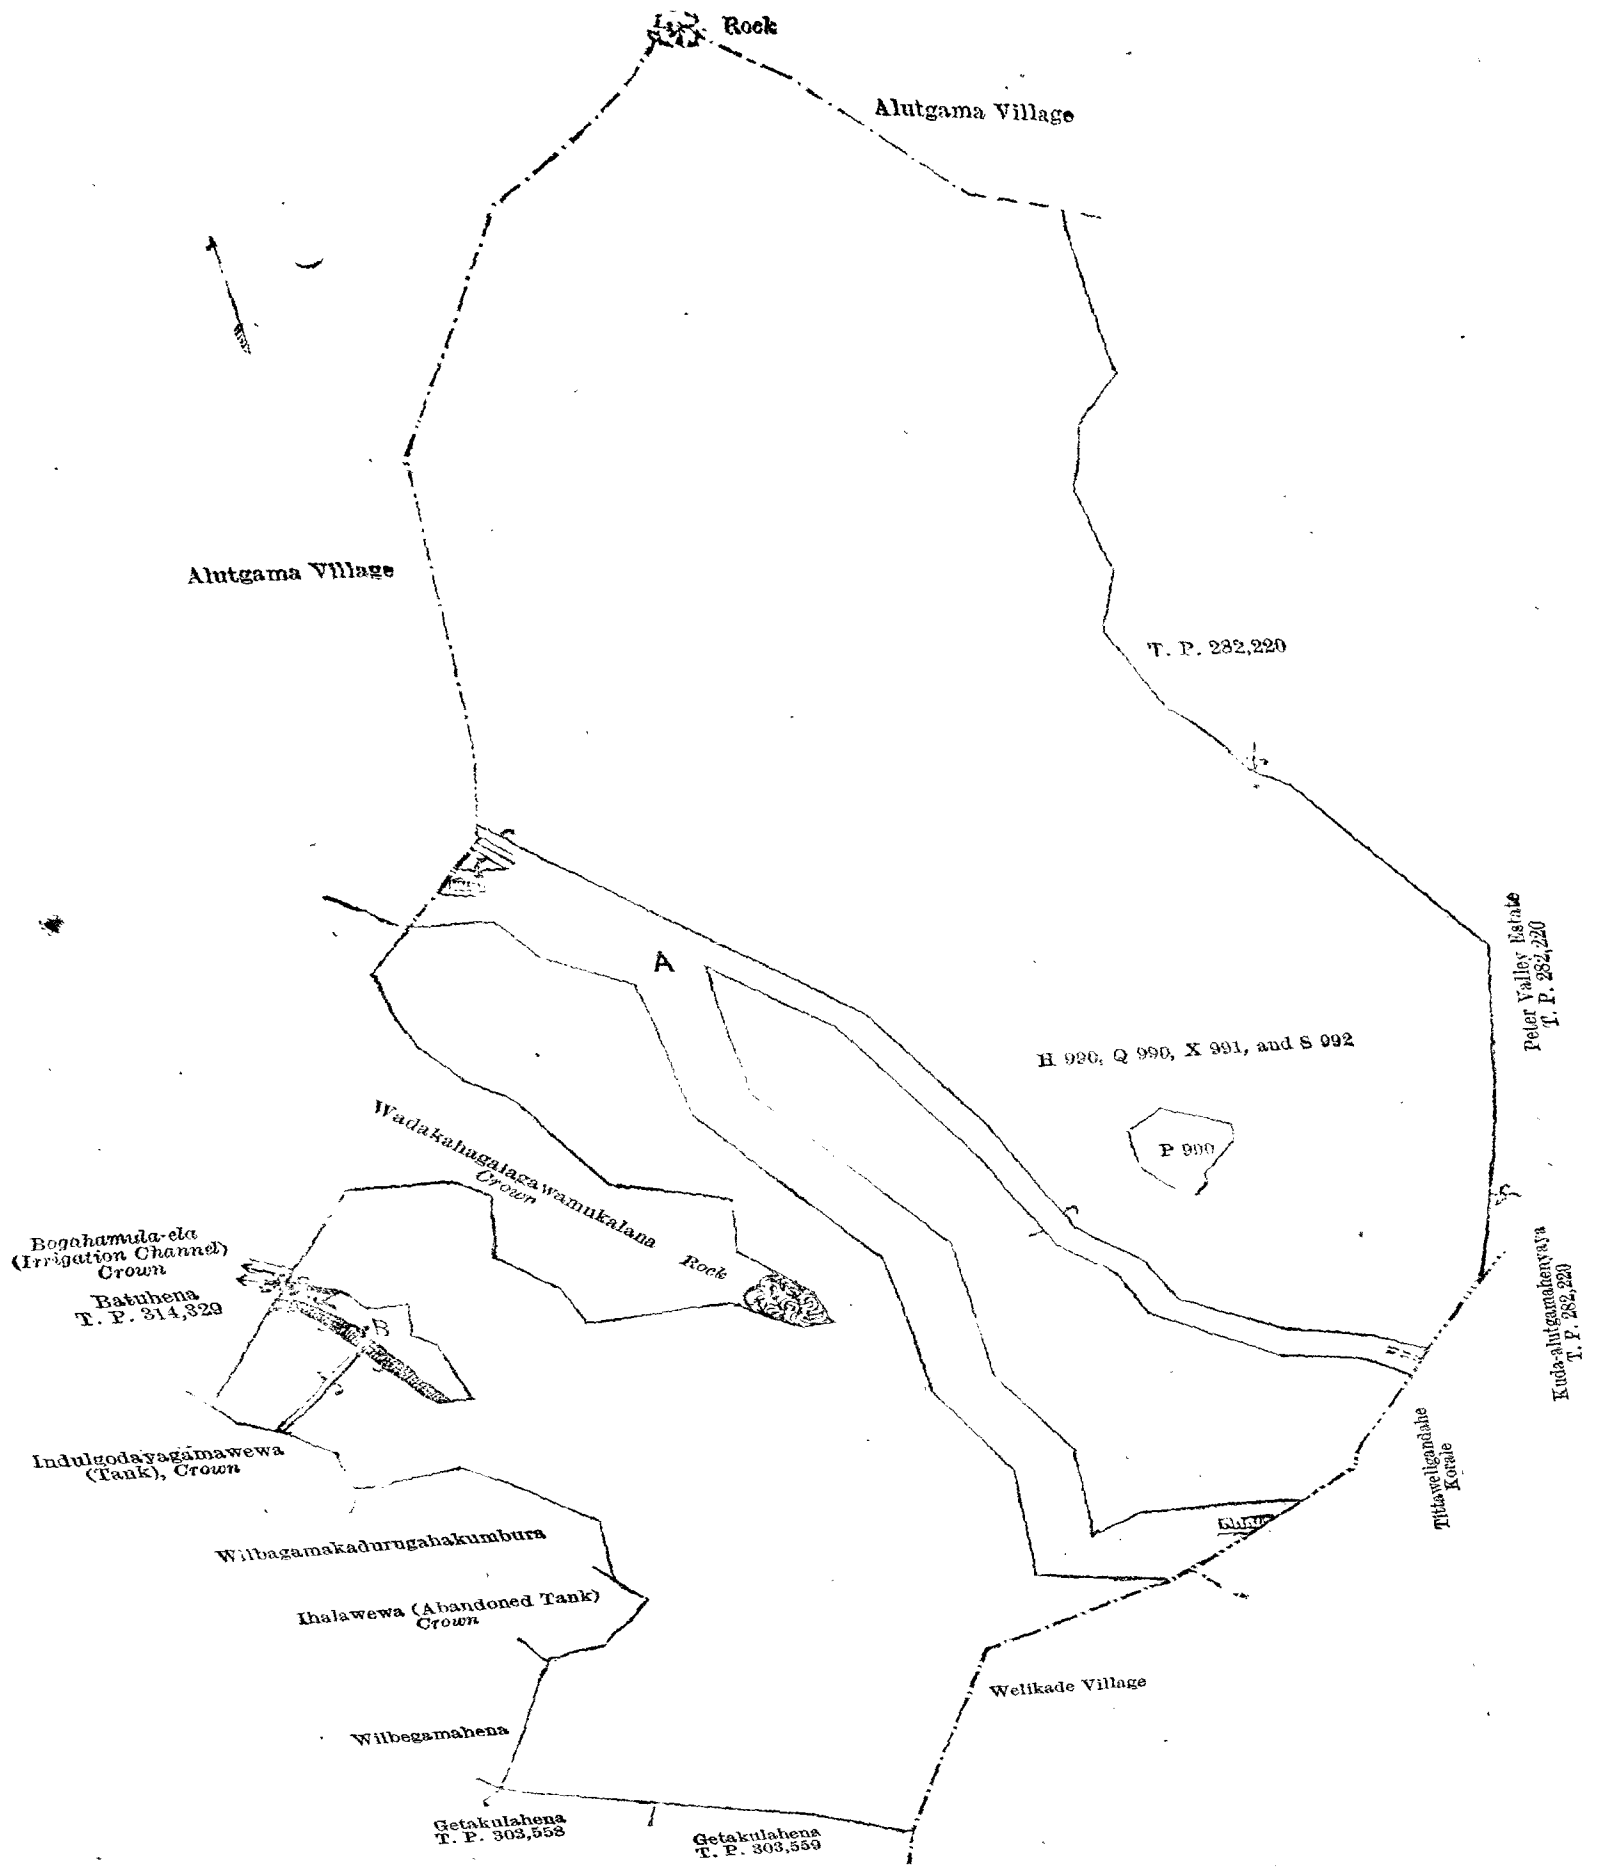 Rock
Alutgama Village
Alutgama Village
T. P. 282,220
Peter Valley Estate
T. P. 282,220
A
H 990, Q 990, X 991, and S 992
P 990
Wadakahagalagawamukalana
Crown
Rock
Bogahamula-ela
(Irrigation Channel)
Crown
Batuhena
T. P. 314,329
B
Kuda-alutgamahenyaya
T. P. 282,220
Tittaweligandahe
Korale
Indulgodayagamawewa
(Tank), Crown
Wilbagamakadurugahakumbura
Ihalawewa (Abandoned Tank)
Crown
Welikade Village
Wilbegamahena
Getakulahena
T. P. 303,558
Getakulahena
T. P. 303,559